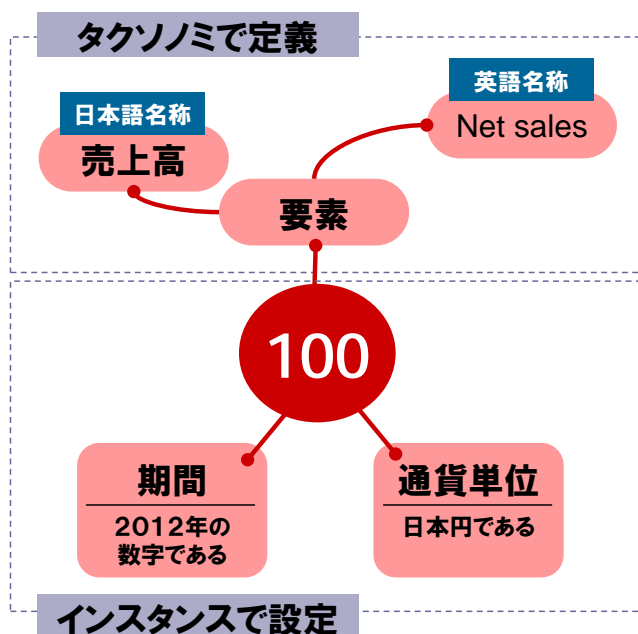 タクソノミで定義
英語名称
Net sales
日本語名称
売上高
要素
100
期間
2012年の
数字である
通貨単位
日本円である
インスタンスで設定